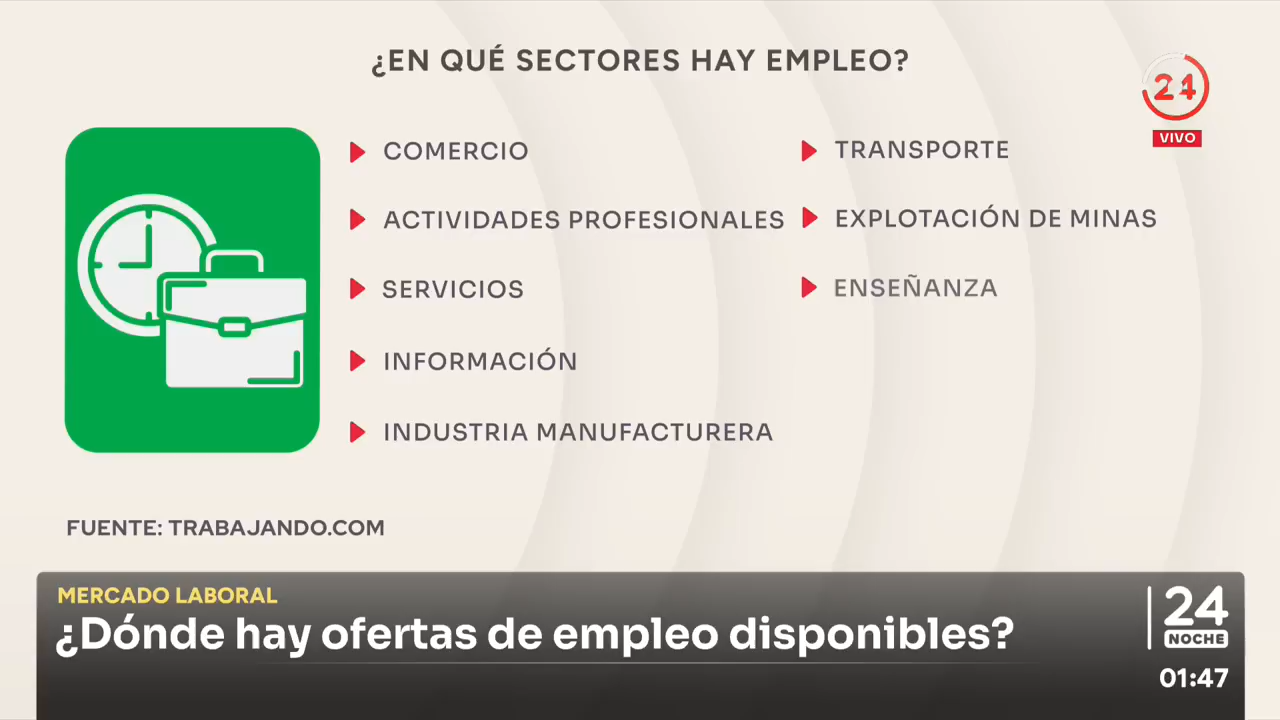 ¿EN QUÉ SECTORES HAY EMPLEO?
24
VIVO
COMERCIO
ACTIVIDADES PROFESIONALES
SERVICIOS
INFORMACIÓN
INDUSTRIA MANUFACTURERA
TRANSPORTE
EXPLOTACIÓN DE MINAS
ENSEÑANZA
FUENTE: TRABAJANDO.COM
MERCADO LABORAL
¿Dónde hay ofertas de empleo disponibles?
24
NOCHE
01:47